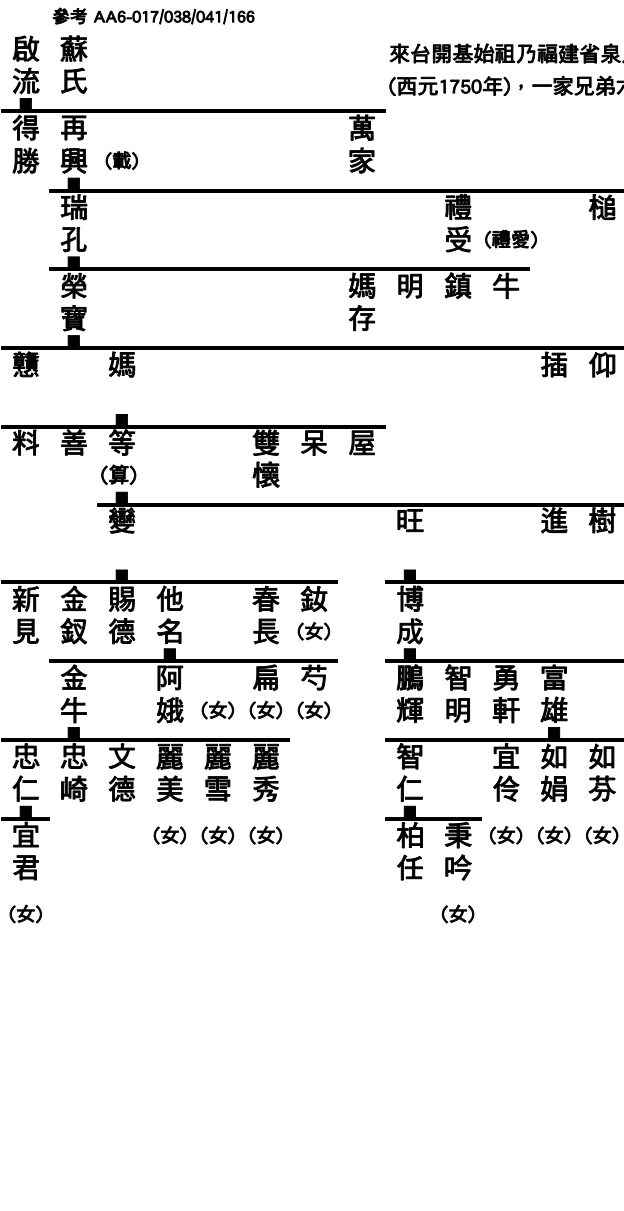 參考 AA6-017/038/041/166
啟流 蘇氏
來台開基始祖乃福建省泉
(西元1750年)，一家兄弟
得勝 再興 (載) 萬家
瑞孔 禮受 (禮愛) 槌
榮寶 媽存 明 鎮 牛
戇 媽 插 仰
料 善 等 (算) 雙懷 呆 屋
變 旺 進 樹
新見 金釵 賜德 他名 春長 釹 (女) 博成
金牛 阿娥 (女) 扁 (女) 芍 (女) 鵬輝 智明 勇軒 富雄
忠仁 忠崎 文德 麗美 (女) 麗雪 (女) 麗秀 (女) 智仁 宜伶 (女) 如娟 (女) 如芬 (女)
宜君 (女) 柏任 秉吟 (女)